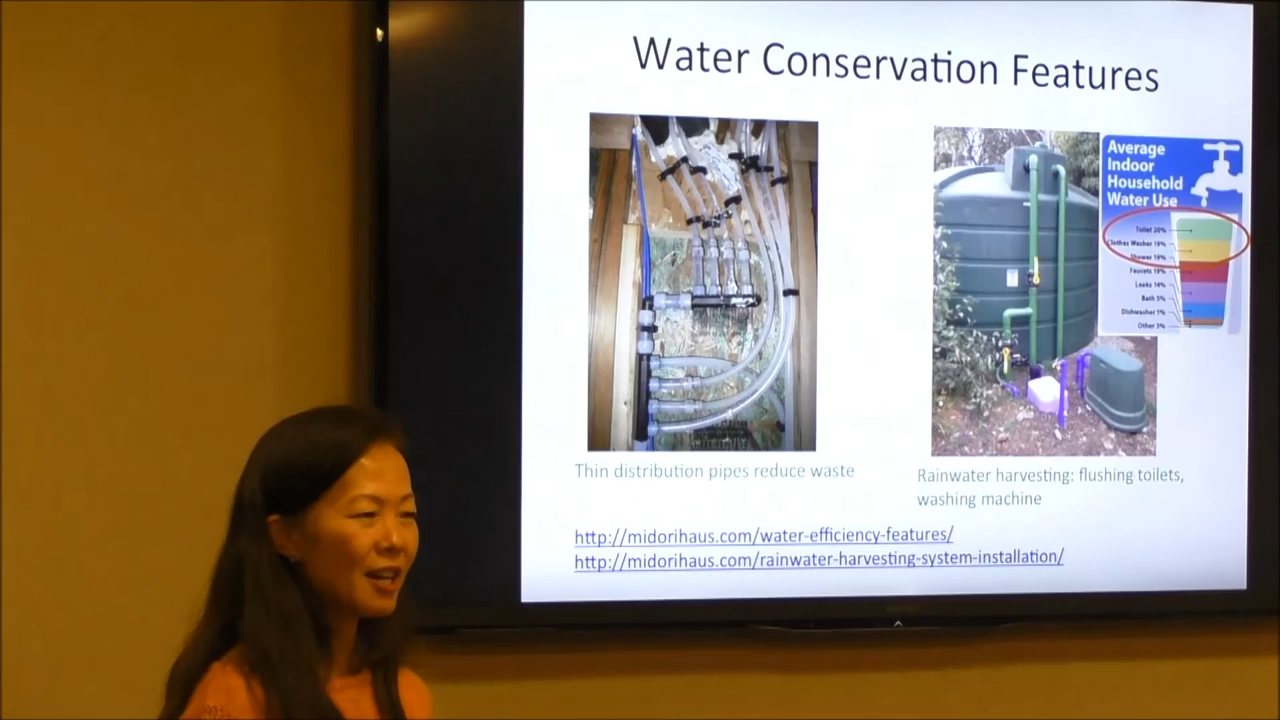 Water Conservation Features
Average
Indoor
Household
Water Use
Toilet 20%
Clothes Washer 19%
Shower 19%
Faucets 19%
Leaks 14%
Bath 5%
Dishwasher 1%
Other 3%
Thin distribution pipes reduce waste
Rainwater harvesting: flushing toilets,
washing machine
http://midorihaus.com/water-efficiency-features/
http://midorihaus.com/rainwater-harvesting-system-installation/